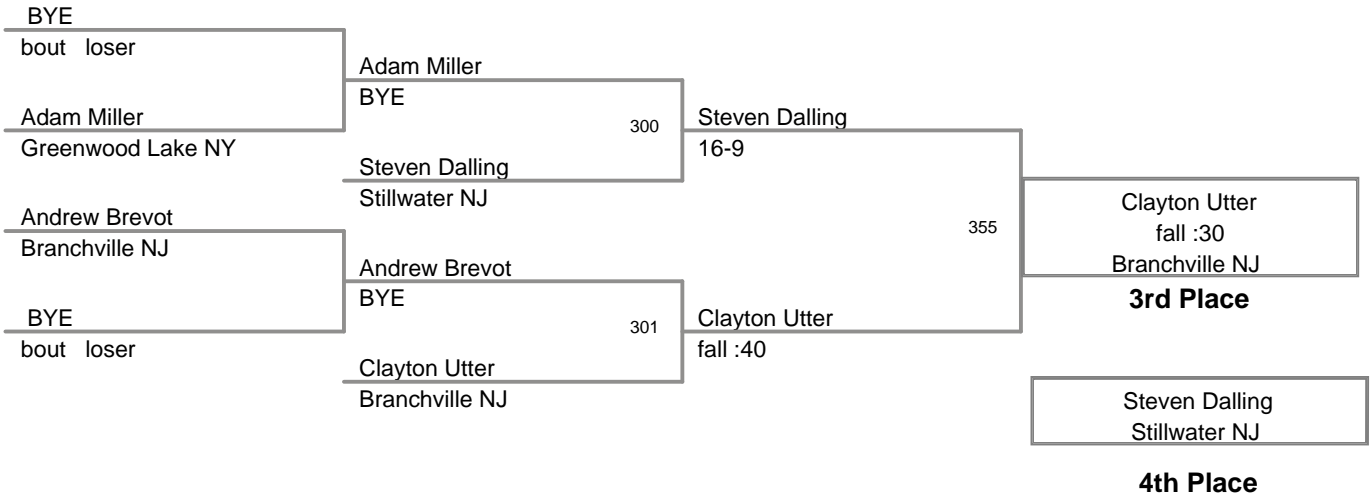 BYE
bout loser
Adam Miller
BYE
Adam Miller
Greenwood Lake NY
300
Steven Dalling
16-9
Steven Dalling
Stillwater NJ
Andrew Brevot
Branchville NJ
355
Clayton Utter
fall :30
Branchville NJ
3rd Place
Andrew Brevot
BYE
BYE
bout loser
301
Clayton Utter
fall :40
Clayton Utter
Branchville NJ
Steven Dalling
Stillwater NJ
4th Place